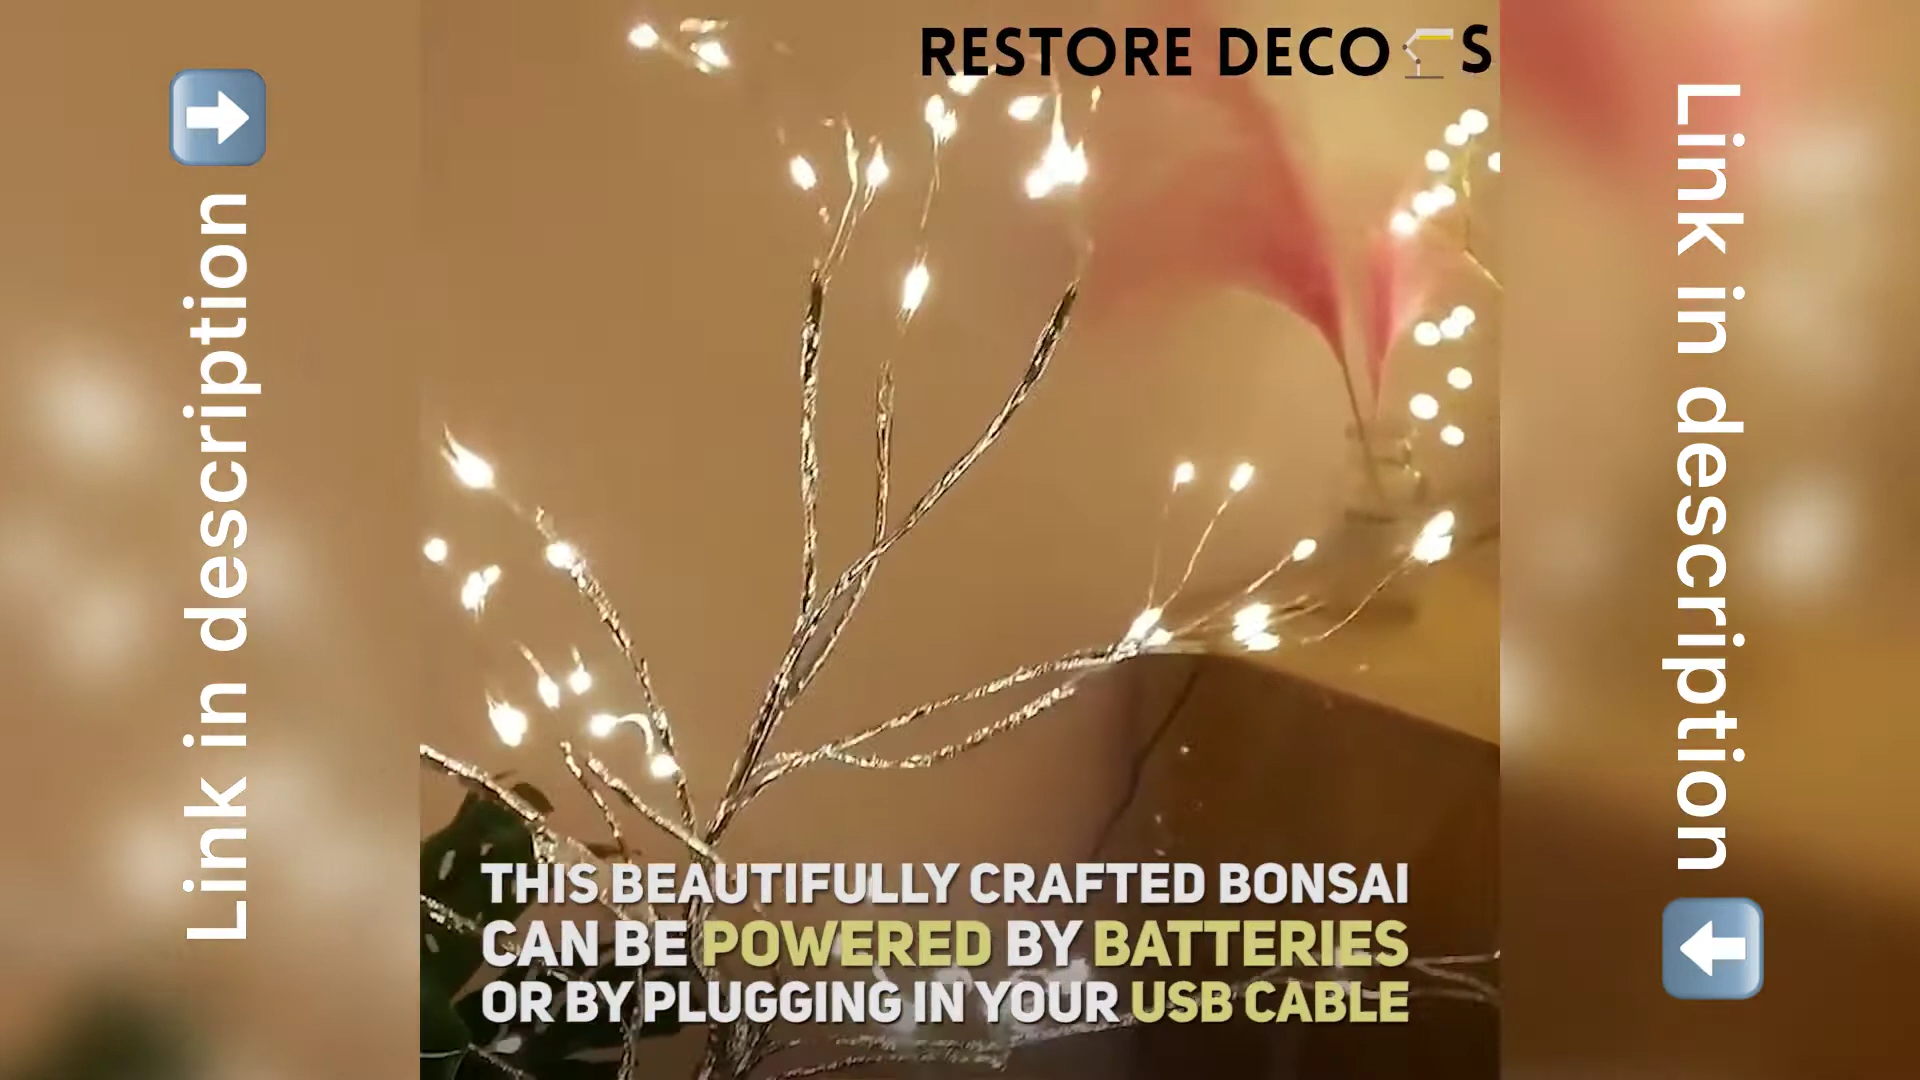 RESTORE DECO S
Link in description
Link in description
THIS BEAUTIFULLY CRAFTED BONSAI
CAN BE POWERED BY BATTERIES
OR BY PLUGGING IN YOUR USB CABLE